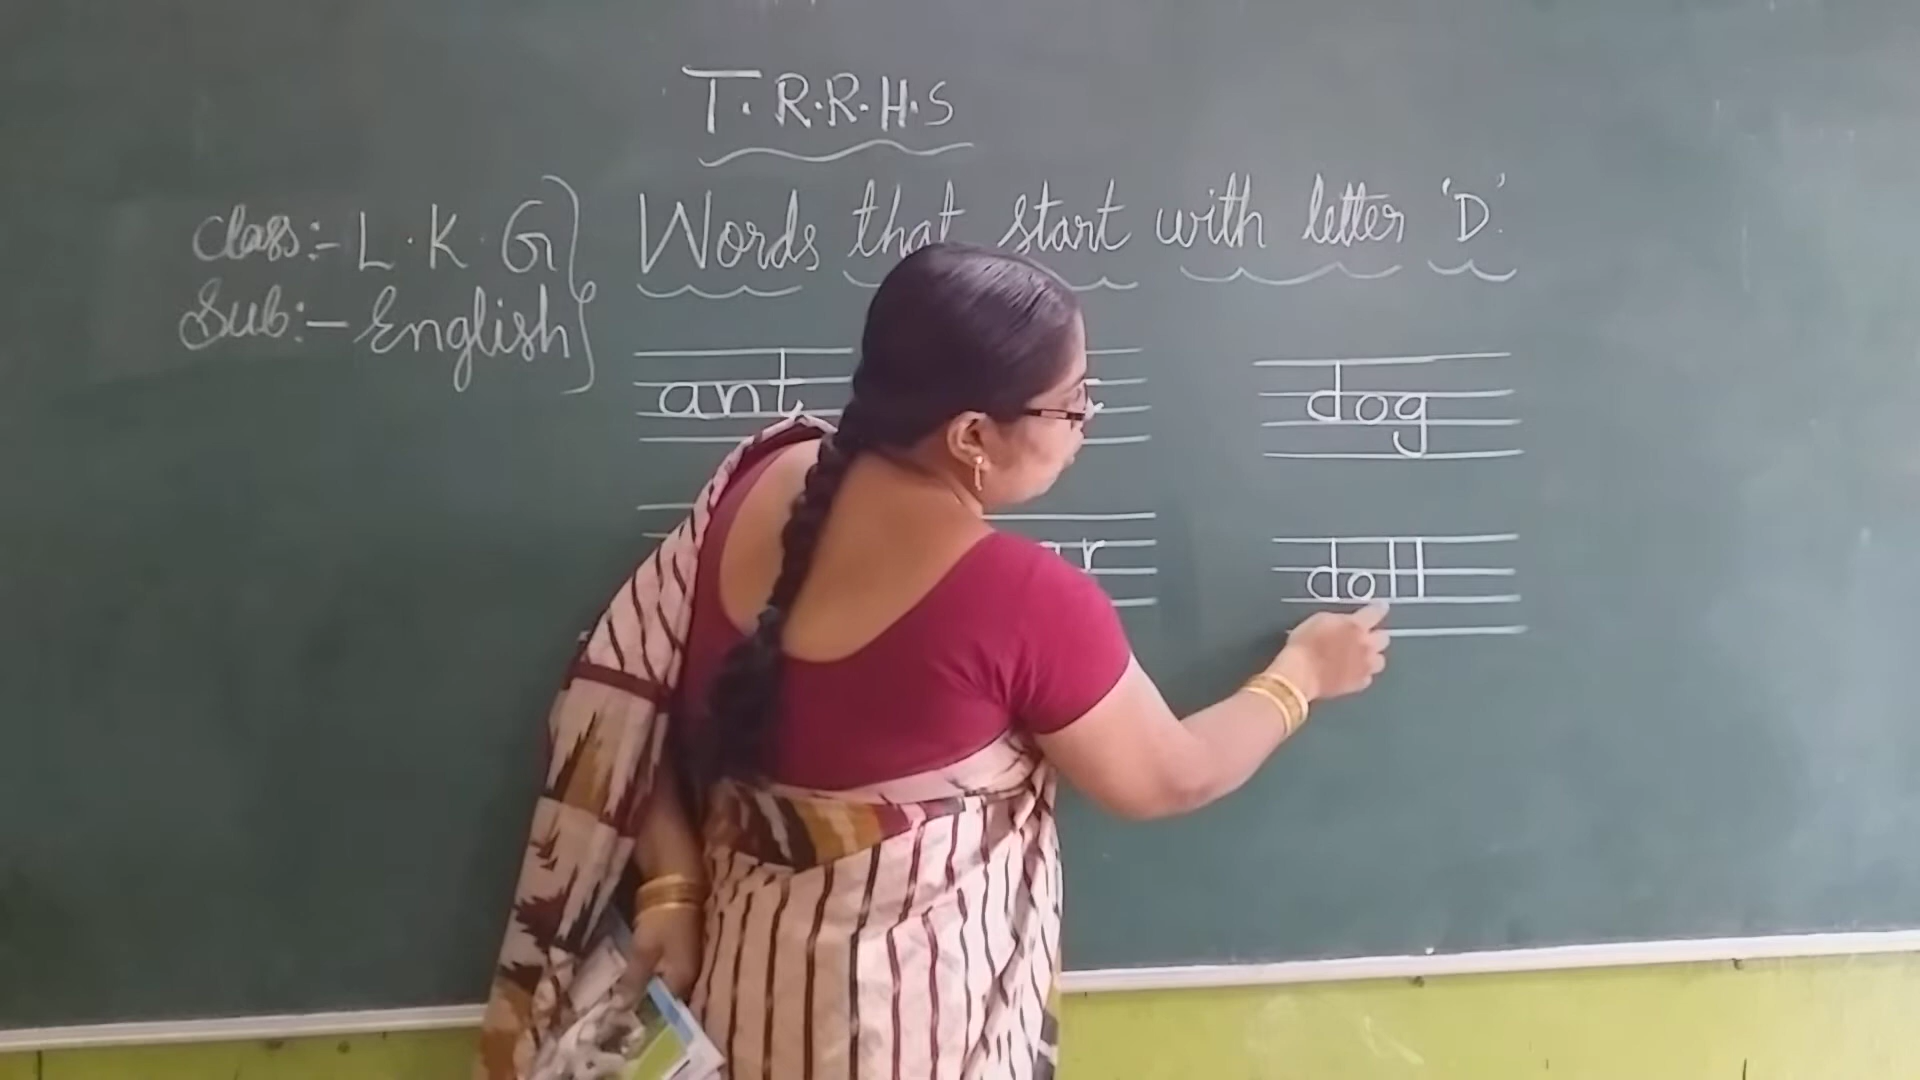 T.R.R.H.S
Class:- L.K.G
Sub:- English
Words that start with letter 'D'.
ant dog
doll